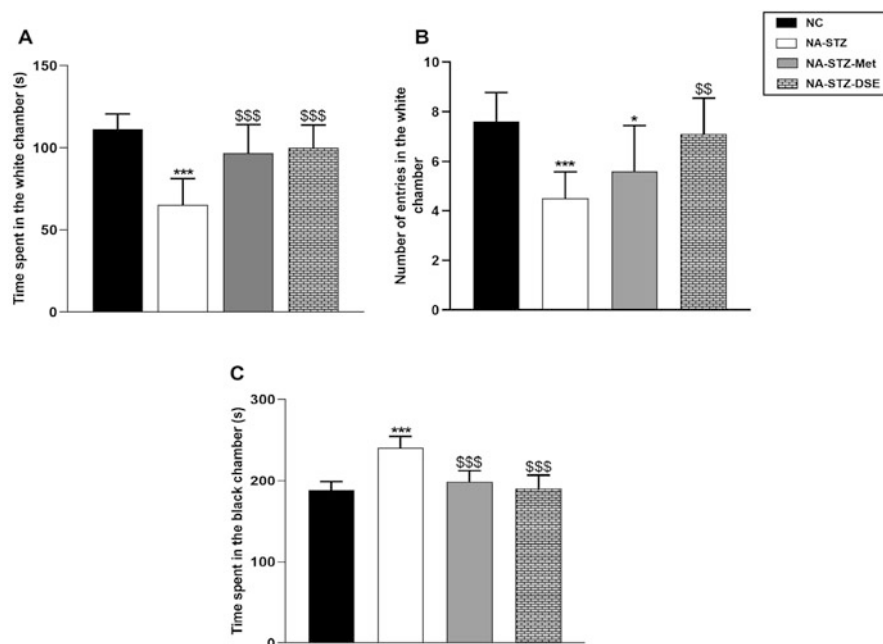 NC
NA-STZ
NA-STZ-Met
NA-STZ-DSE
A
Time spent in the white chamber (s)
150
100
50
0
***
$$$
$$$
B
Number of entries in the white
chamber
10
8
6
4
2
0
***
*
$$
C
Time spent in the black chamber (s)
300
200
100
0
***
$$$
$$$